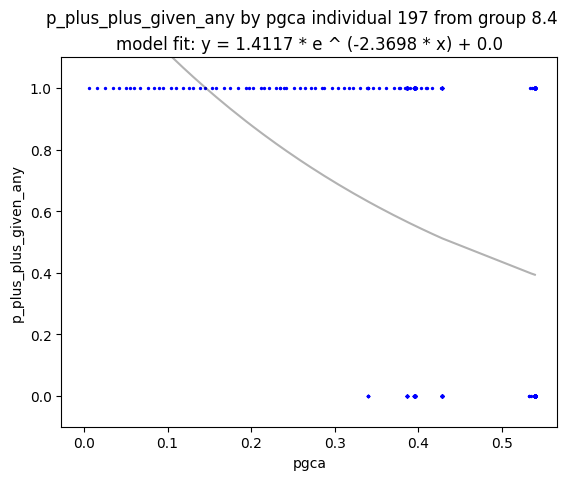 p_plus_plus_given_any by pgca individual 197 from group 8.4
model fit: y = 1.4117 * e ^ (-2.3698 * x) + 0.0
1.0
0.8
0.6
0.4
0.2
0.0
p_plus_plus_given_any
0.0 0.1 0.2 0.3 0.4 0.5
pgca